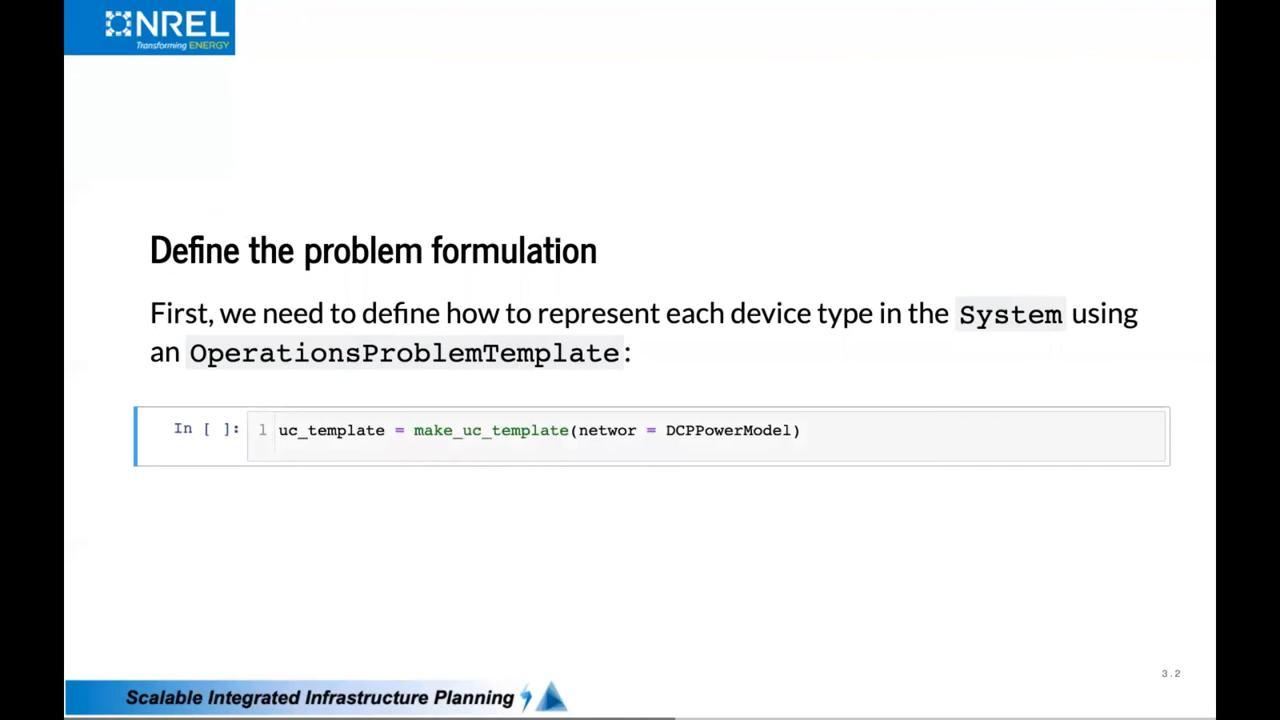 NREL
Transforming ENERGY
Define the problem formulation
First, we need to define how to represent each device type in the System using
an OperationsProblemTemplate:
In [ ]: 1 uc_template = make_uc_template(networ = DCPPowerModel)
3.2
Scalable Integrated Infrastructure Planning